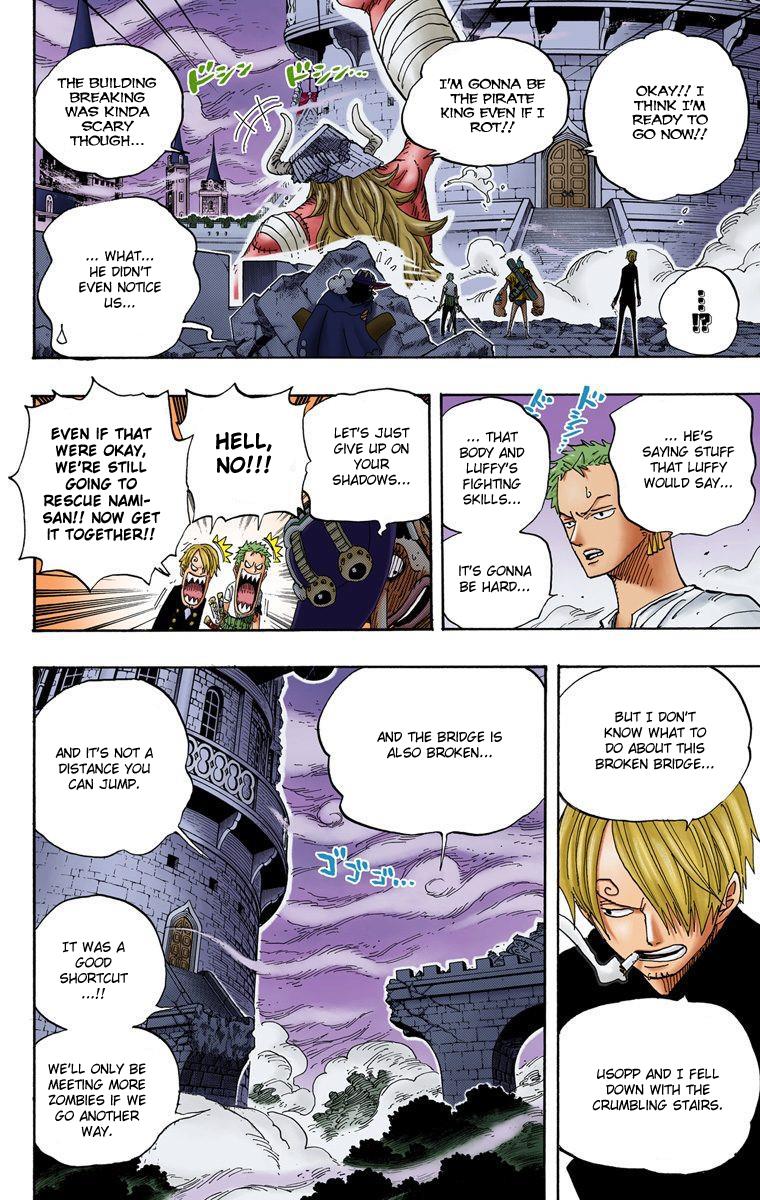 OKAY!! I
THINK I'M
READY TO
GO NOW!!
I'M GONNA BE
THE PIRATE
KING EVEN IF I
ROT!!
ドシン…
ドシン
THE BUILDING
BREAKING
WAS KINDA
SCARY
THOUGH...
...!?
... WHAT...
HE DIDN'T
EVEN NOTICE
US...
... HE'S
SAYING STUFF
THAT LUFFY
WOULD SAY...
... THAT
BODY AND
LUFFY'S
FIGHTING
SKILLS...
IT'S GONNA
BE HARD...
LET'S JUST
GIVE UP ON
YOUR
SHADOWS...
HELL,
NO!!!
EVEN IF THAT
WERE OKAY,
WE'RE STILL
GOING TO
RESCUE NAMI-
SAN!! NOW GET
IT TOGETHER!!
BUT I DON'T
KNOW WHAT TO
DO ABOUT THIS
BROKEN BRIDGE...
USOPP AND I FELL
DOWN WITH THE
CRUMBLING STAIRS.
AND THE BRIDGE IS
ALSO BROKEN...
ゴゴゴ…
AND IT'S NOT A
DISTANCE YOU
CAN JUMP.
IT WAS A
GOOD
SHORTCUT
...!!
WE'LL ONLY BE
MEETING MORE
ZOMBIES IF WE
GO ANOTHER
WAY.